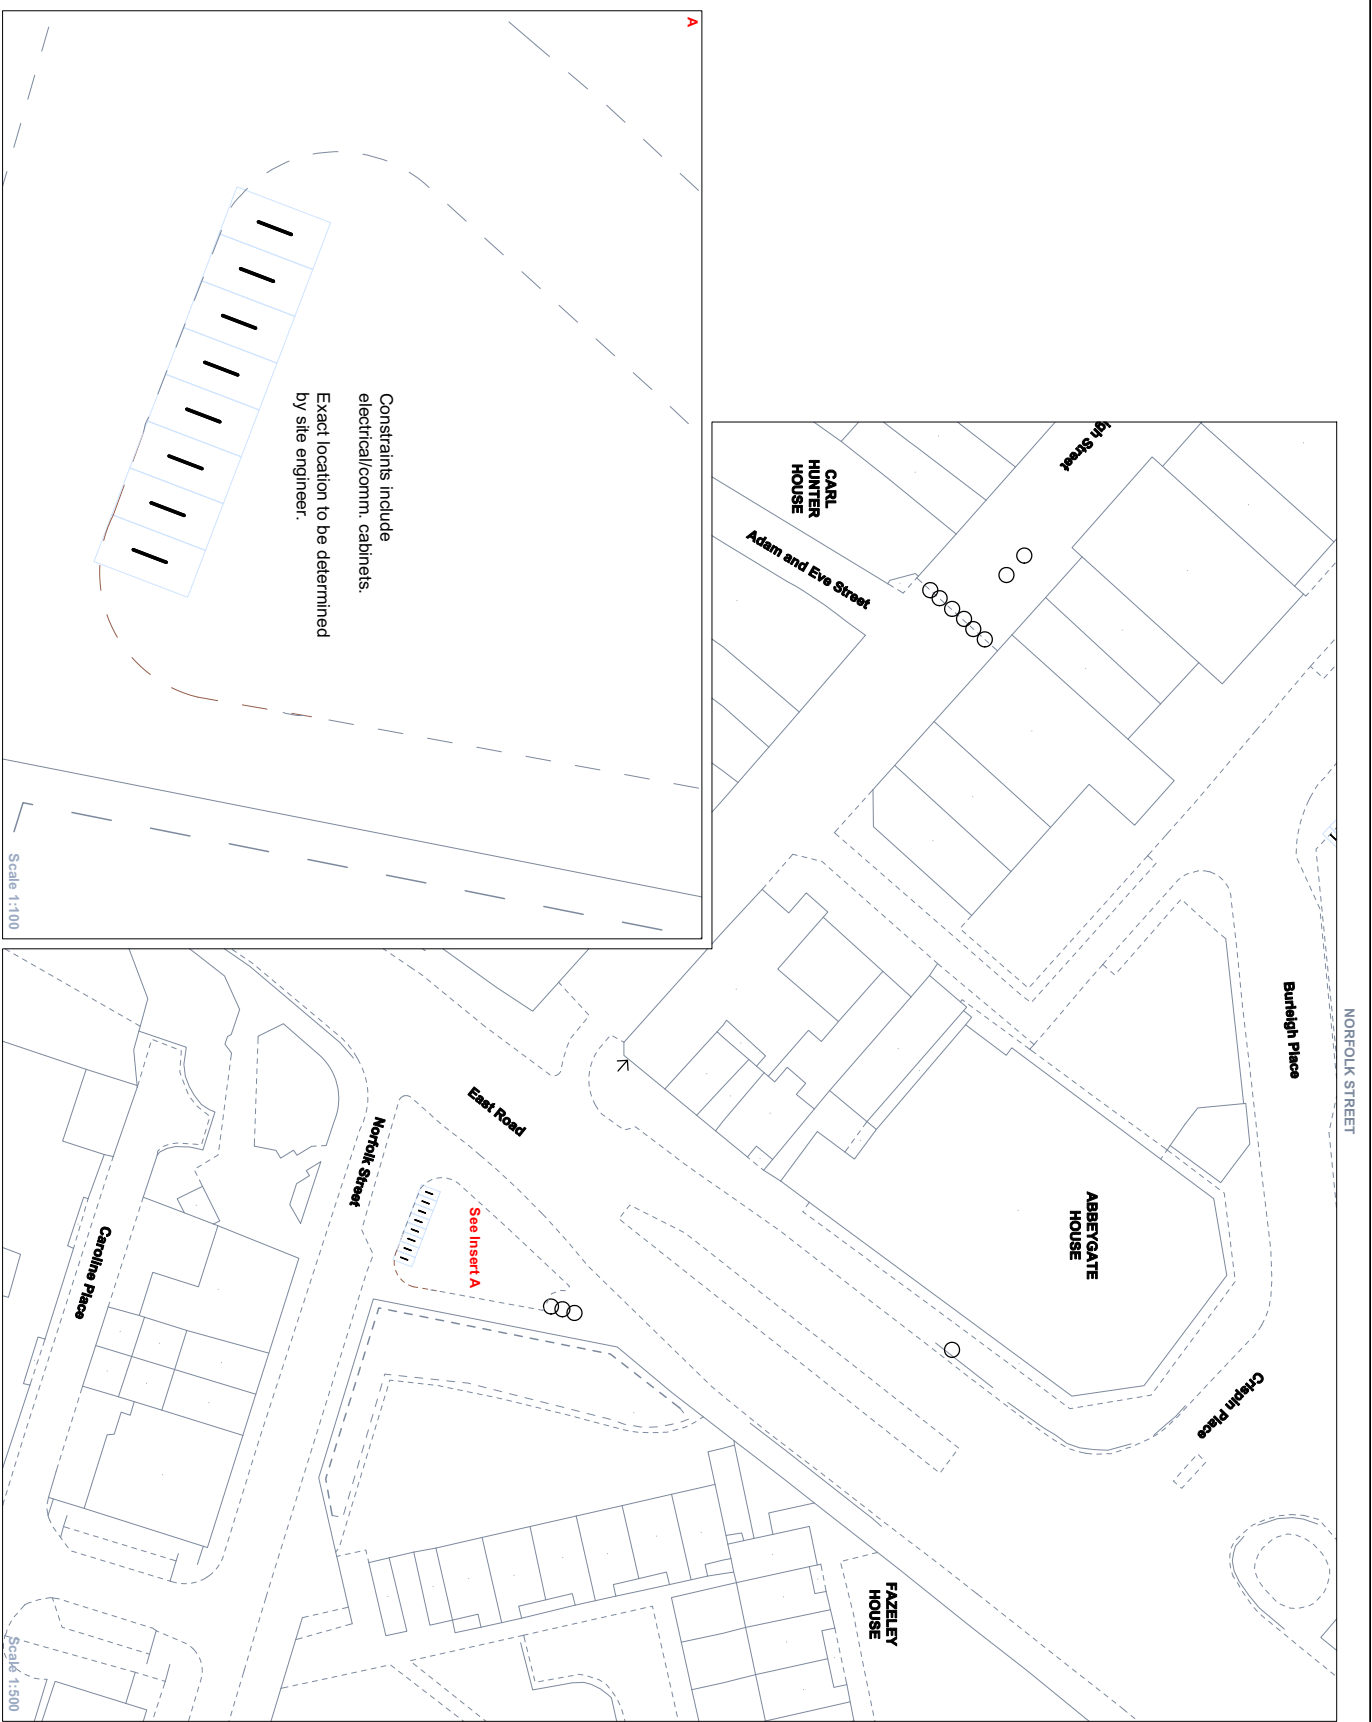 NORFOLK STREET
A
Constraints include
electrical/comm. cabinets.
Exact location to be determined
by site engineer.
Scale 1:100
igh Street
CARL
HUNTER
HOUSE
Adam and Eve Street
Burleigh Place
ABBEYGATE
HOUSE
Crispin Place
East Road
Norfolk Street
See Insert A
Caroline Place
FAZELEY
HOUSE
Scale 1:500